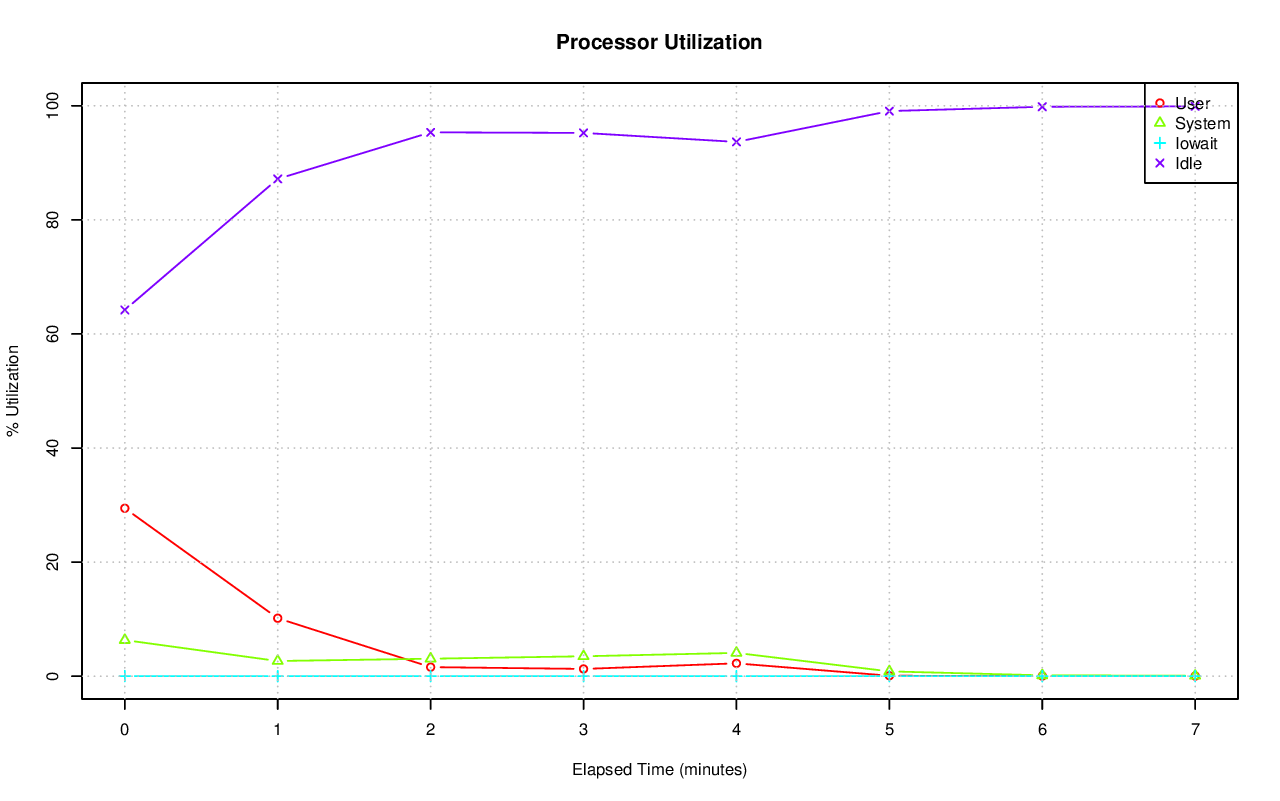 Processor Utilization
100
80
60
40
20
0
% Utilization
User
System
Iowait
Idle
0 1 2 3 4 5 6 7
Elapsed Time (minutes)